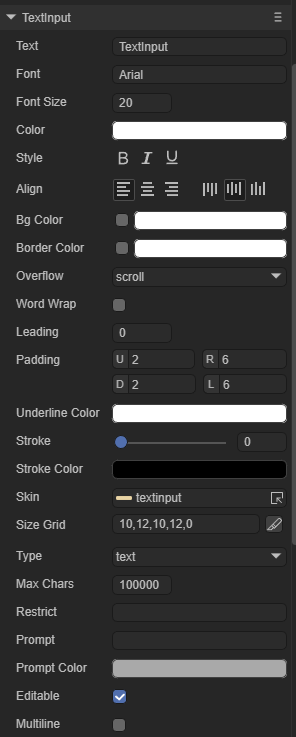 TextInput
Text TextInput
Font Arial
Font Size 20
Color
Style B I U
Align
Bg Color
Border Color
Overflow scroll
Word Wrap
Leading 0
Padding U 2 R 6
D 2 L 6
Underline Color
Stroke 0
Stroke Color
Skin textinput
Size Grid 10,12,10,12,0
Type text
Max Chars 100000
Restrict
Prompt
Prompt Color
Editable
Multiline